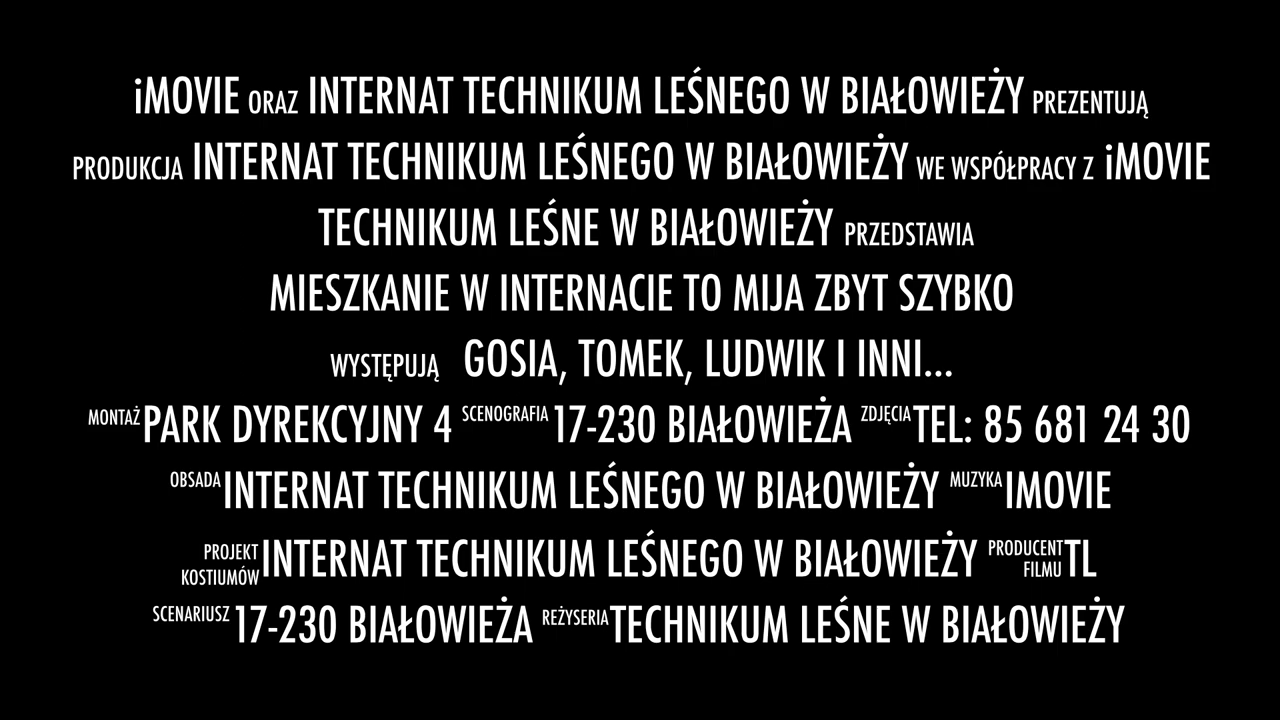 iMOVIE ORAZ INTERNAT TECHNIKUM LEŚNEGO W BIAŁOWIEŻY PREZENTUJĄ
PRODUKCJA INTERNAT TECHNIKUM LEŚNEGO W BIAŁOWIEŻY WE WSPÓŁPRACY Z iMOVIE
TECHNIKUM LEŚNE W BIAŁOWIEŻY PRZEDSTAWIA
MIESZKANIE W INTERNACIE TO MIJA ZBYT SZYBKO
WYSTĘPUJĄ GOSIA, TOMEK, LUDWIK I INNI...
MONTAŻ PARK DYREKCYJNY 4 SCENOGRAFIA 17-230 BIAŁOWIEŻA ZDJĘCIA TEL: 85 681 24 30
OBSADA INTERNAT TECHNIKUM LEŚNEGO W BIAŁOWIEŻY MUZYKA IMOVIE
PROJEKT KOSTIUMÓW INTERNAT TECHNIKUM LEŚNEGO W BIAŁOWIEŻY PRODUCENT FILMU TL
SCENARIUSZ 17-230 BIAŁOWIEŻA REŻYSERIA TECHNIKUM LEŚNE W BIAŁOWIEŻY